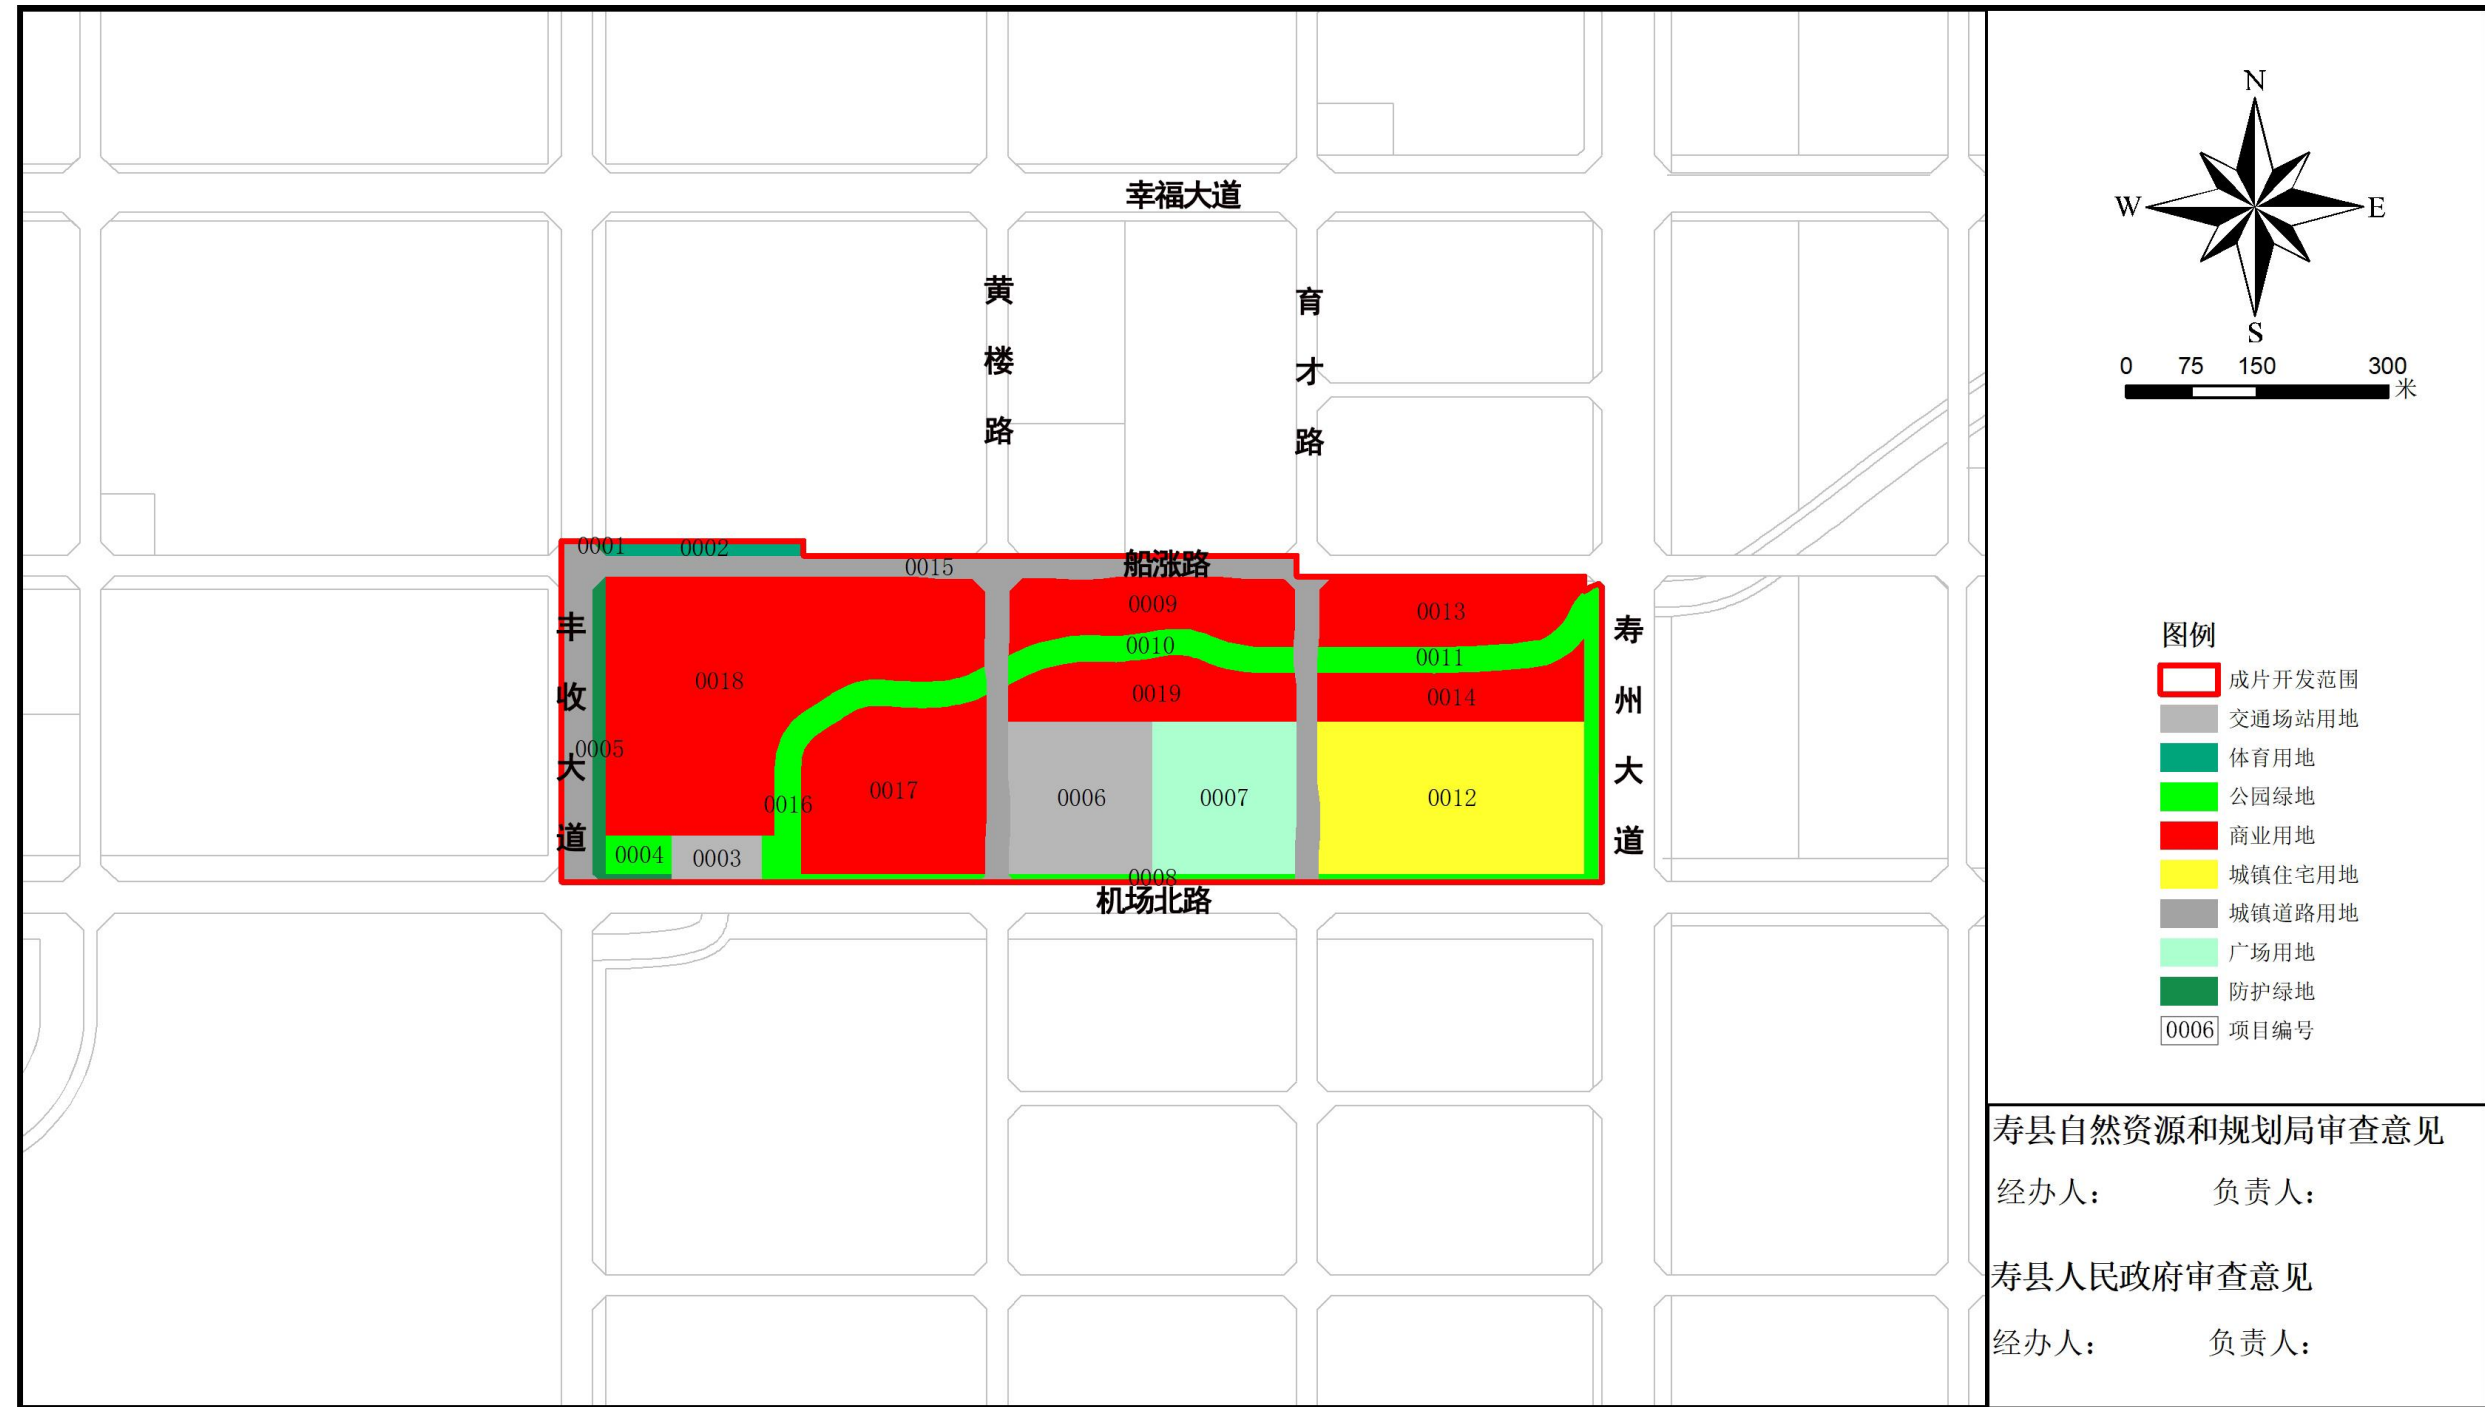 幸福大道
黄楼路
育才路
0001
0002
0015
船涨路
0009
0013
丰收大道
寿州大道
0010
0011
0018
0019
0014
0005
0016
0017
0006
0007
0012
0004
0003
0008
机场北路
N
W
E
S
0 75 150 300
米
图例
成片开发范围
交通场站用地
体育用地
公园绿地
商业用地
城镇住宅用地
城镇道路用地
广场用地
防护绿地
0006 项目编号
寿县自然资源和规划局审查意见
经办人： 负责人：
寿县人民政府审查意见
经办人： 负责人：